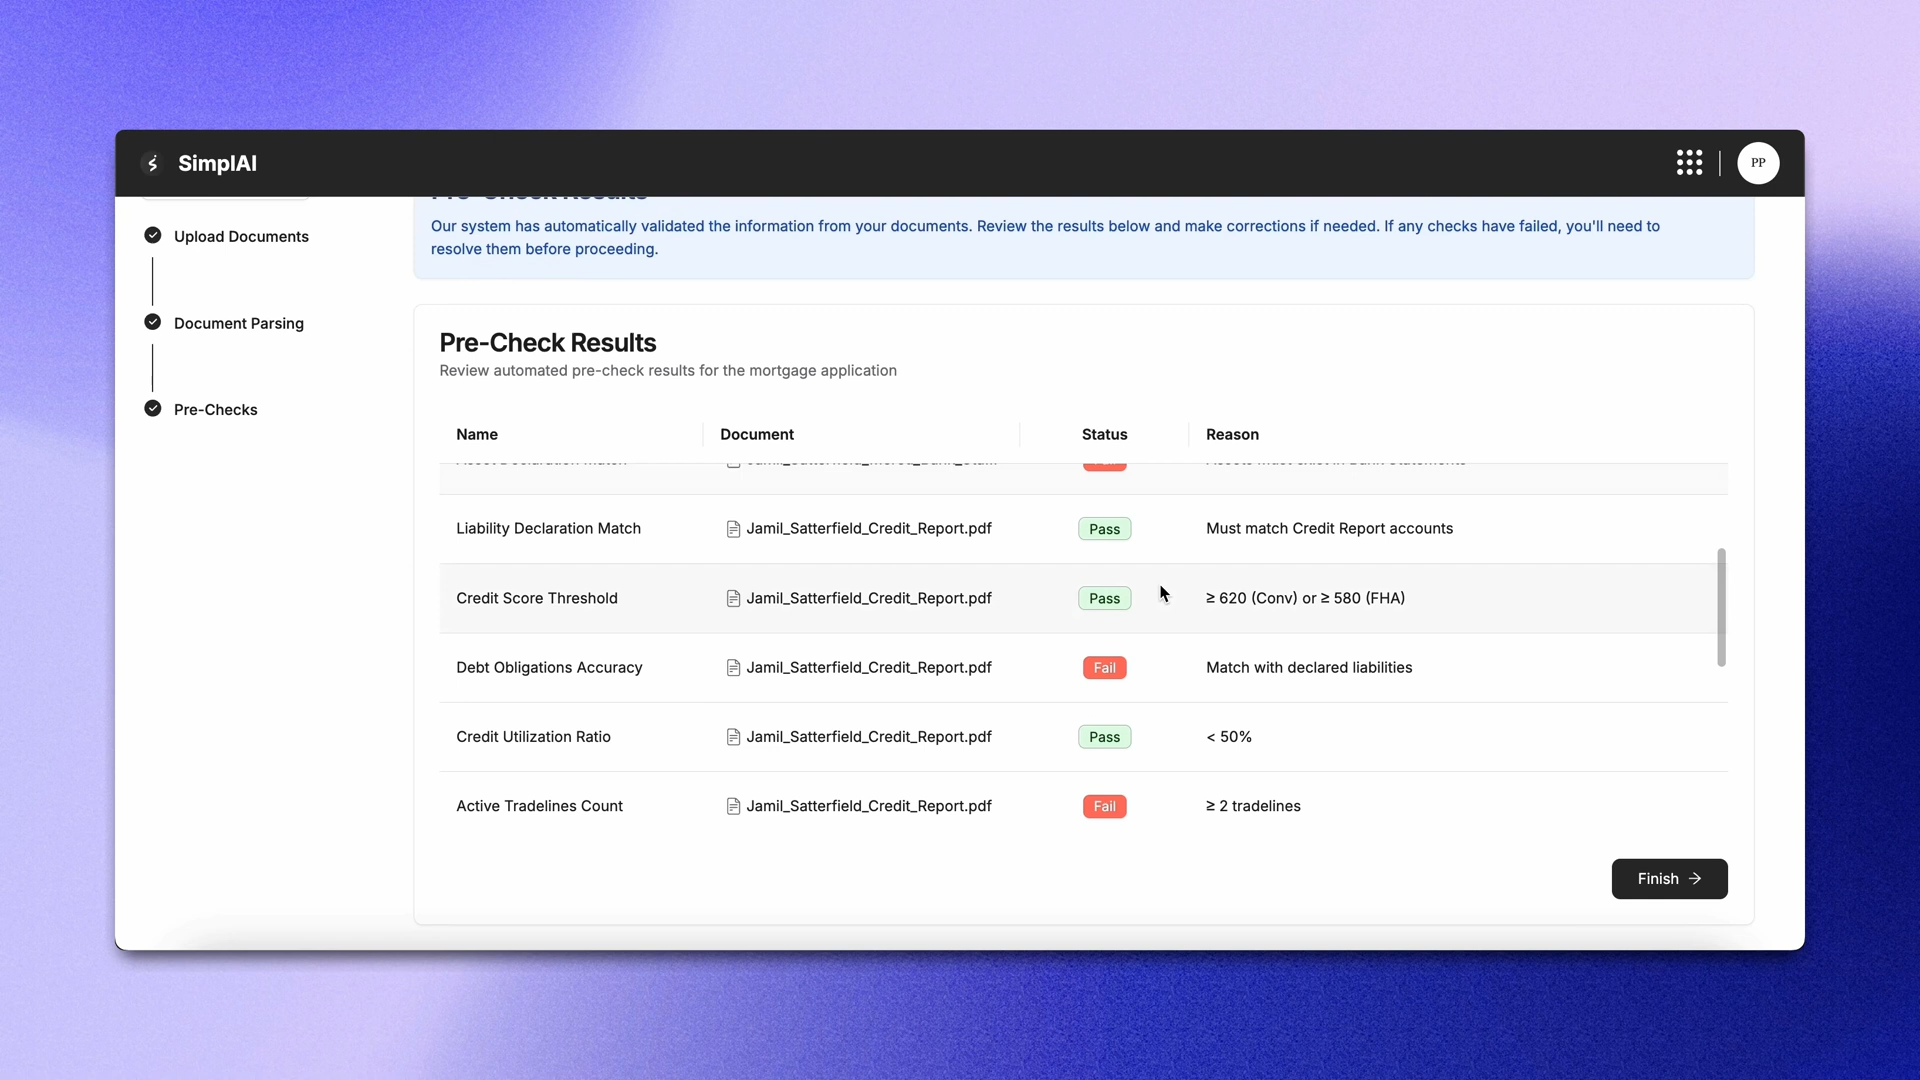 SimplAI
PP
Upload Documents
Document Parsing
Pre-Checks
Pre-Check Results
Our system has automatically validated the information from your documents. Review the results below and make corrections if needed. If any checks have failed, you'll need to
resolve them before proceeding.
Pre-Check Results
Review automated pre-check results for the mortgage application
Name Document Status Reason
Liability Declaration Match Jamil_Satterfield_Credit_Report.pdf Pass Must match Credit Report accounts
Credit Score Threshold Jamil_Satterfield_Credit_Report.pdf Pass ≥ 620 (Conv) or ≥ 580 (FHA)
Debt Obligations Accuracy Jamil_Satterfield_Credit_Report.pdf Fail Match with declared liabilities
Credit Utilization Ratio Jamil_Satterfield_Credit_Report.pdf Pass < 50%
Active Tradelines Count Jamil_Satterfield_Credit_Report.pdf Fail ≥ 2 tradelines
Finish